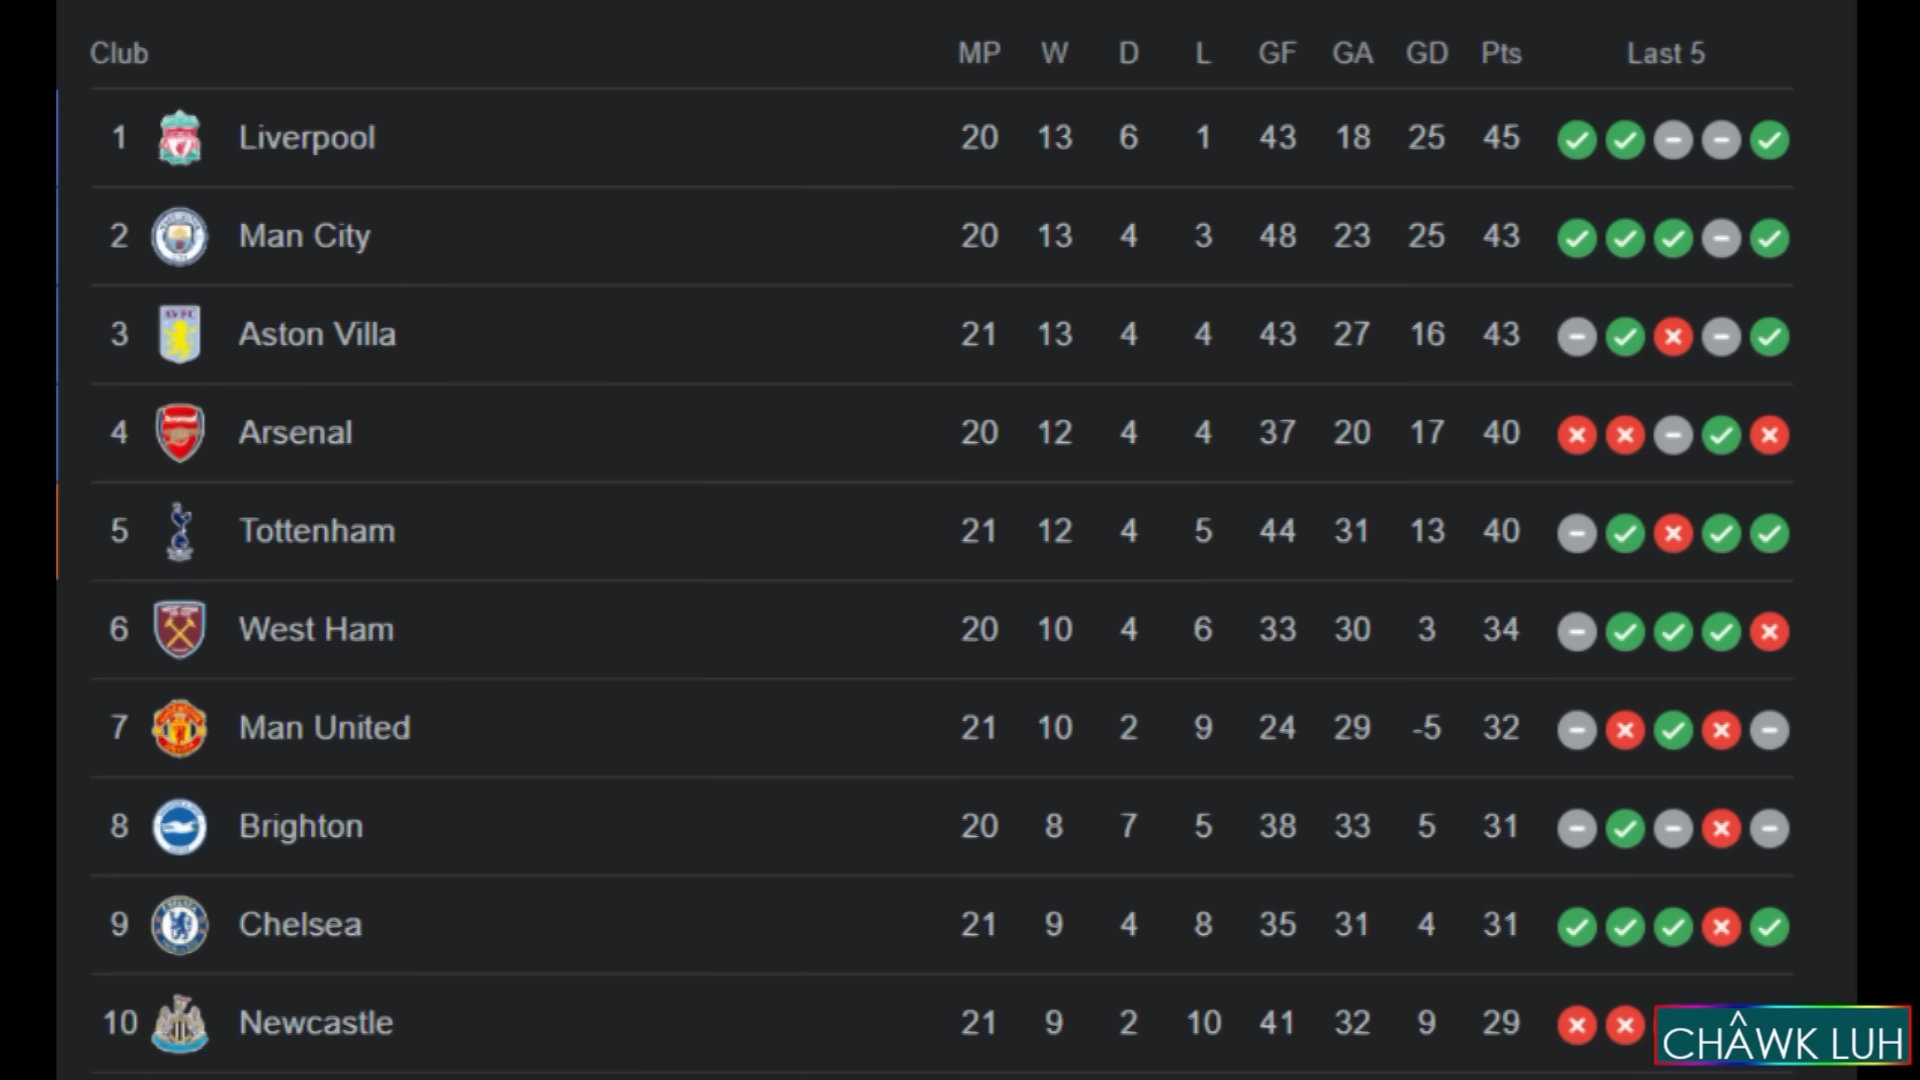 Club MP W D L GF GA GD Pts Last 5
1 Liverpool 20 13 6 1 43 18 25 45
2 Man City 20 13 4 3 48 23 25 43
3 Aston Villa 21 13 4 4 43 27 16 43
4 Arsenal 20 12 4 4 37 20 17 40
5 Tottenham 21 12 4 5 44 31 13 40
6 West Ham 20 10 4 6 33 30 3 34
7 Man United 21 10 2 9 24 29 -5 32
8 Brighton 20 8 7 5 38 33 5 31
9 Chelsea 21 9 4 8 35 31 4 31
10 Newcastle 21 9 2 10 41 32 9 29
CHÂWK LUH